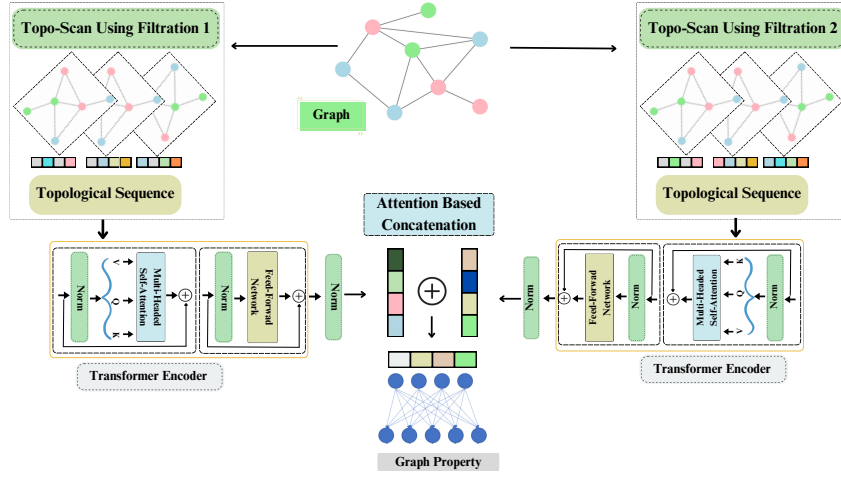 Topo-Scan Using Filtration 1
Topo-Scan Using Filtration 2
Graph
Topological Sequence
Topological Sequence
Attention Based
Concatenation
Norm
V
Q
K
Multi-Headed
Self-Attention
Norm
Feed-Forwad
Network
Norm
Norm
Feed-Forwad
Network
Norm
Multi-Headed
Self-Attention
K
Q
V
Norm
Transformer Encoder
Transformer Encoder
Graph Property